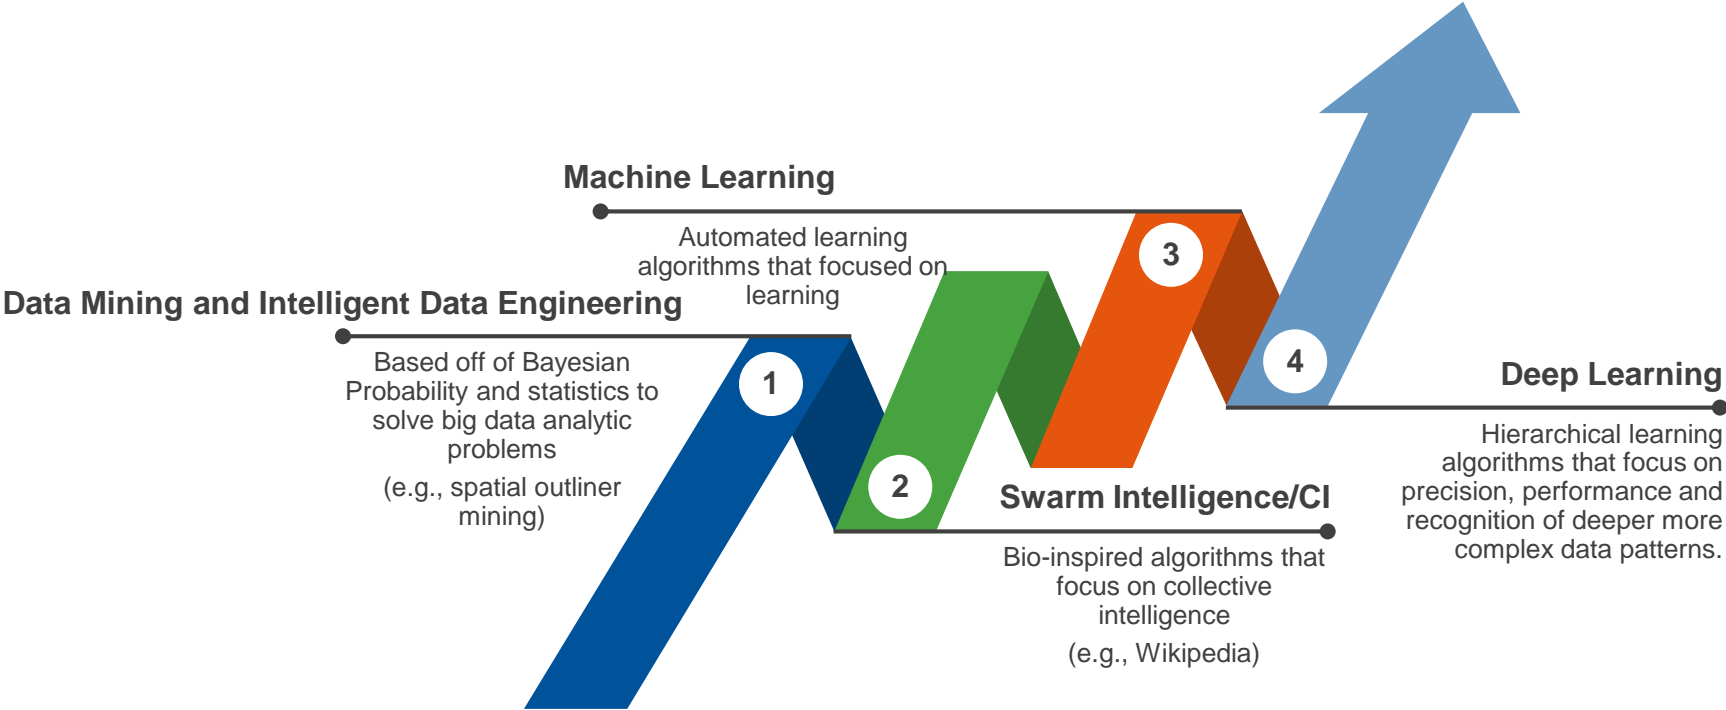 Data Mining and Intelligent Data Engineering
1
Based off of Bayesian
Probability and statistics to
solve big data analytic
problems
(e.g., spatial outliner
mining)
2
Swarm Intelligence/CI
Bio-inspired algorithms that
focus on collective
intelligence
(e.g., Wikipedia)
Machine Learning
3
Automated learning
algorithms that focused on
learning
4
Deep Learning
Hierarchical learning
algorithms that focus on
precision, performance and
recognition of deeper more
complex data patterns.